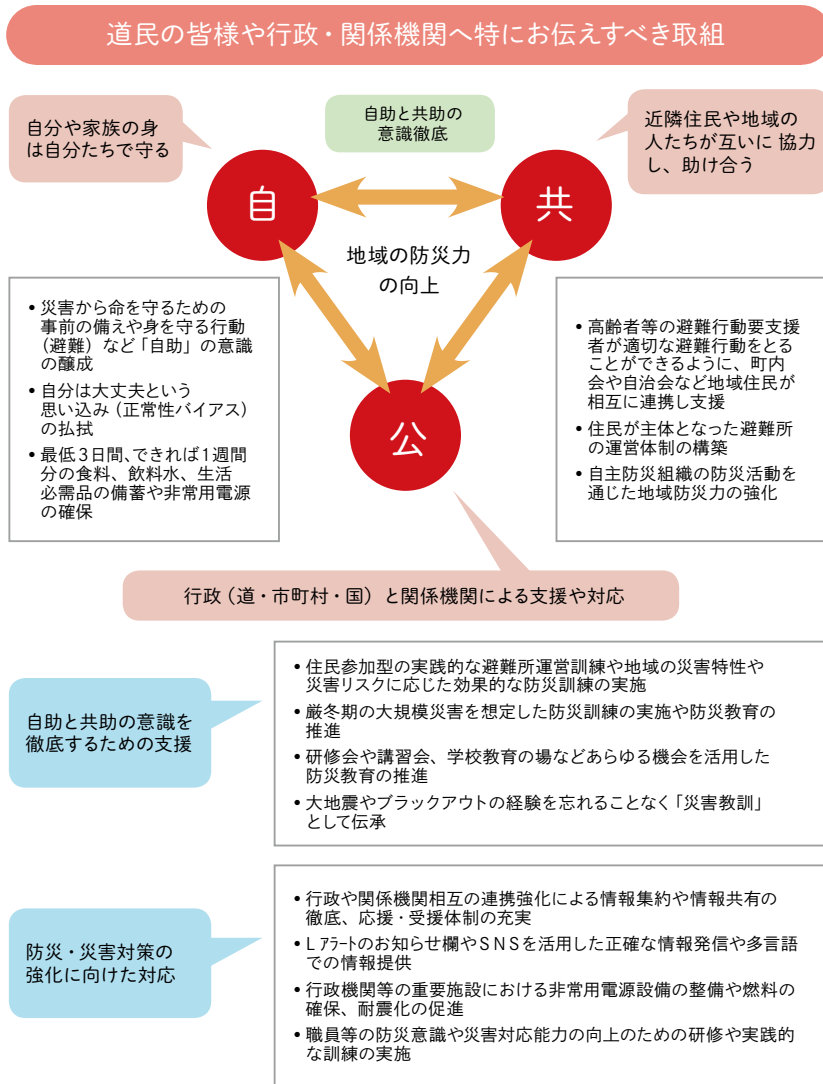 道民の皆様や行政・関係機関へ特にお伝えすべき取組
自分や家族の身
は自分たちで守る
自助と共助の
意識徹底
近隣住民や地域の
人たちが互いに 協力
し、助け合う
自
共
地域の防災力
の向上
• 災害から命を守るための
事前の備えや身を守る行動
(避難) など「自助」の意識
の醸成
• 自分は大丈夫という
思い込み (正常性バイアス)
の払拭
• 最低3日間、できれば1週間
分の食料、飲料水、生活
必需品の備蓄や非常用電源
の確保
• 高齢者等の避難行動要支援
者が適切な避難行動をとる
ことができるように、町内
会や自治会など地域住民が
相互に連携し支援
• 住民が主体となった避難所
の運営体制の構築
• 自主防災組織の防災活動を
通じた地域防災力の強化
公
行政 (道・市町村・国) と関係機関による支援や対応
自助と共助の意識を
徹底するための支援
• 住民参加型の実践的な避難所運営訓練や地域の災害特性や
災害リスクに応じた効果的な防災訓練の実施
• 厳冬期の大規模災害を想定した防災訓練の実施や防災教育の
推進
• 研修会や講習会、学校教育の場などあらゆる機会を活用した
防災教育の推進
• 大地震やブラックアウトの経験を忘れることなく「災害教訓」
として伝承
防災・災害対策の
強化に向けた対応
• 行政や関係機関相互の連携強化による情報集約や情報共有の
徹底、応援・受援体制の充実
• Lアラートのお知らせ欄やSNSを活用した正確な情報発信や多言語
での情報提供
• 行政機関等の重要施設における非常用電源設備の整備や燃料の
確保、耐震化の促進
• 職員等の防災意識や災害対応能力の向上のための研修や実践的
な訓練の実施